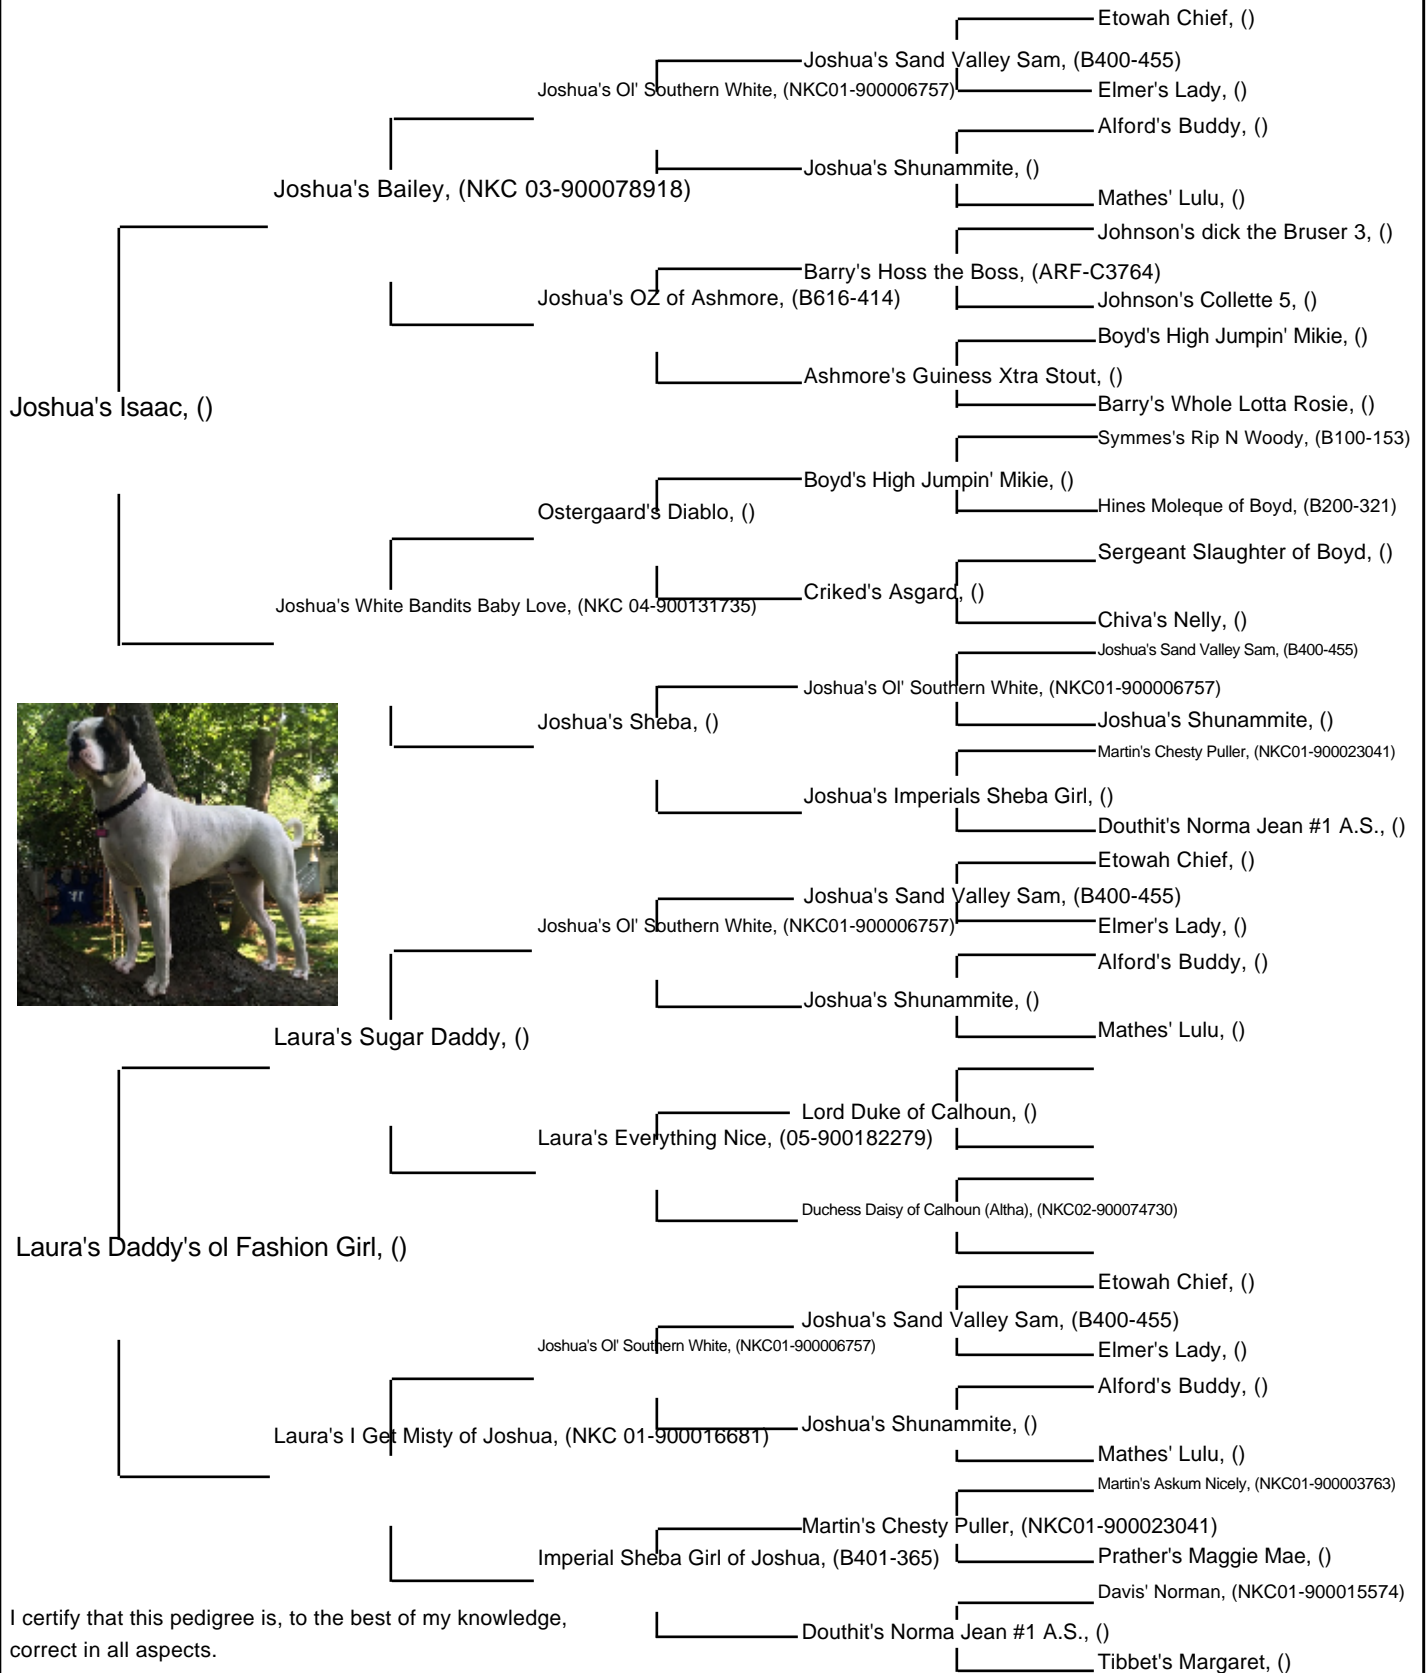 Etowah Chief, ()
Joshua's Sand Valley Sam, (B400-455)
Joshua's Ol' Southern White, (NKC01-900006757)
Elmer's Lady, ()
Alford's Buddy, ()
Joshua's Shunammite, ()
Joshua's Bailey, (NKC 03-900078918)
Mathes' Lulu, ()
Johnson's dick the Bruser 3, ()
Barry's Hoss the Boss, (ARF-C3764)
Joshua's OZ of Ashmore, (B616-414)
Johnson's Collette 5, ()
Boyd's High Jumpin' Mikie, ()
Ashmore's Guiness Xtra Stout, ()
Joshua's Isaac, ()
Barry's Whole Lotta Rosie, ()
Symmes's Rip N Woody, (B100-153)
Boyd's High Jumpin' Mikie, ()
Ostergaard's Diablo, ()
Hines Moleque of Boyd, (B200-321)
Sergeant Slaughter of Boyd, ()
Criked's Asgard, ()
Joshua's White Bandits Baby Love, (NKC 04-900131735)
Chiva's Nelly, ()
Joshua's Sand Valley Sam, (B400-455)
Joshua's Ol' Southern White, (NKC01-900006757)
Joshua's Sheba, ()
Joshua's Shunammite, ()
Martin's Chesty Puller, (NKC01-900023041)
Joshua's Imperials Sheba Girl, ()
Douthit's Norma Jean #1 A.S., ()
Etowah Chief, ()
Joshua's Sand Valley Sam, (B400-455)
Joshua's Ol' Southern White, (NKC01-900006757)
Elmer's Lady, ()
Alford's Buddy, ()
Joshua's Shunammite, ()
Laura's Sugar Daddy, ()
Mathes' Lulu, ()
Lord Duke of Calhoun, ()
Laura's Everything Nice, (05-900182279)
Duchess Daisy of Calhoun (Altha), (NKC02-900074730)
Laura's Daddy's ol Fashion Girl, ()
Etowah Chief, ()
Joshua's Sand Valley Sam, (B400-455)
Joshua's Ol' Southern White, (NKC01-900006757)
Elmer's Lady, ()
Alford's Buddy, ()
Joshua's Shunammite, ()
Laura's I Get Misty of Joshua, (NKC 01-900016681)
Mathes' Lulu, ()
Martin's Askum Nicely, (NKC01-900003763)
Martin's Chesty Puller, (NKC01-900023041)
Imperial Sheba Girl of Joshua, (B401-365)
Prather's Maggie Mae, ()
Davis' Norman, (NKC01-900015574)
I certify that this pedigree is, to the best of my knowledge,
Douthit's Norma Jean #1 A.S., ()
correct in all aspects.
Tibbet's Margaret, ()